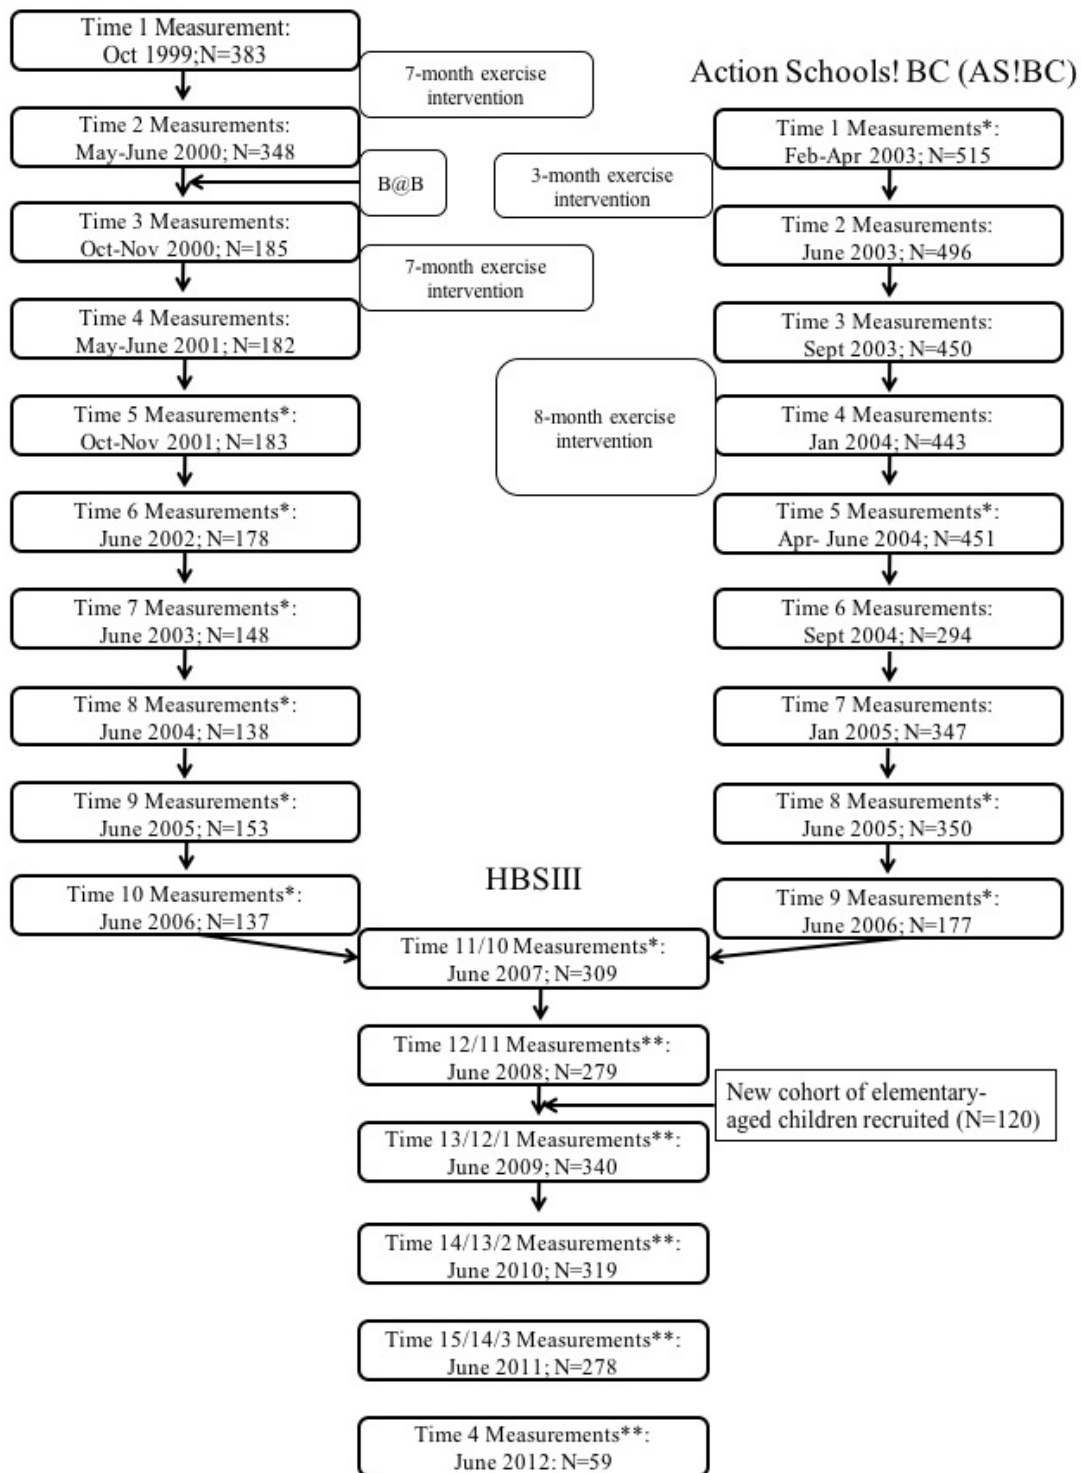 Time 1 Measurement:
Oct 1999;N=383
7-month exercise
intervention
Time 2 Measurements:
May-June 2000; N=348
B@B
Time 3 Measurements:
Oct-Nov 2000; N=185
7-month exercise
intervention
Time 4 Measurements:
May-June 2001; N=182
Time 5 Measurements*:
Oct-Nov 2001; N=183
Time 6 Measurements*:
June 2002; N=178
Time 7 Measurements*:
June 2003; N=148
Time 8 Measurements*:
June 2004; N=138
Time 9 Measurements*:
June 2005; N=153
Time 10 Measurements*:
June 2006; N=137
Action Schools! BC (AS!BC)
Time 1 Measurements*:
Feb-Apr 2003; N=515
3-month exercise
intervention
Time 2 Measurements:
June 2003; N=496
Time 3 Measurements:
Sept 2003; N=450
8-month exercise
intervention
Time 4 Measurements:
Jan 2004; N=443
Time 5 Measurements*:
Apr- June 2004; N=451
Time 6 Measurements:
Sept 2004; N=294
Time 7 Measurements:
Jan 2005; N=347
Time 8 Measurements*:
June 2005; N=350
Time 9 Measurements*:
June 2006; N=177
HBSIII
Time 11/10 Measurements*:
June 2007; N=309
Time 12/11 Measurements**:
June 2008; N=279
New cohort of elementary-
aged children recruited (N=120)
Time 13/12/1 Measurements**:
June 2009; N=340
Time 14/13/2 Measurements**:
June 2010; N=319
Time 15/14/3 Measurements**:
June 2011; N=278
Time 4 Measurements**:
June 2012: N=59